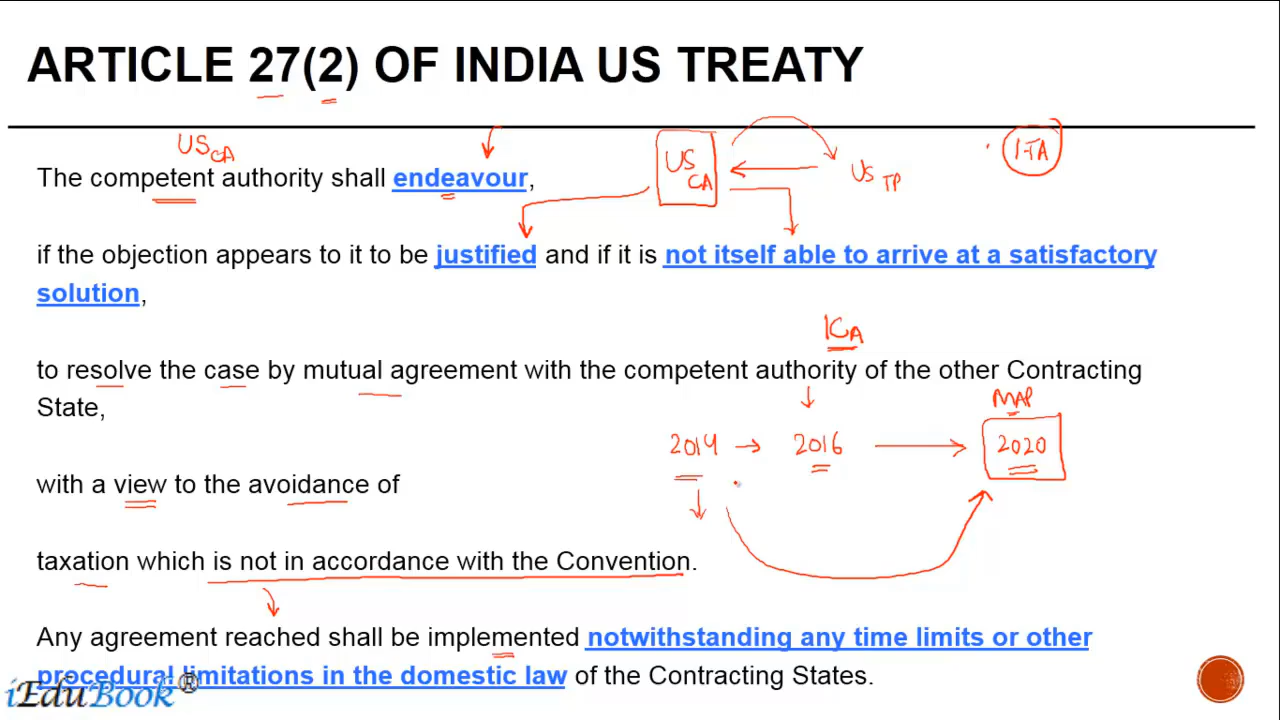 ARTICLE 27(2) OF INDIA US TREATY
US CA
The competent authority shall endeavour,
US CA
US TP
ITA
if the objection appears to it to be justified and if it is not itself able to arrive at a satisfactory
solution,
ICA
to resolve the case by mutual agreement with the competent authority of the other Contracting
State,
MAP
2014 → 2016 → 2020
with a view to the avoidance of
taxation which is not in accordance with the Convention.
Any agreement reached shall be implemented notwithstanding any time limits or other
procedural limitations in the domestic law of the Contracting States.
iEduBook®